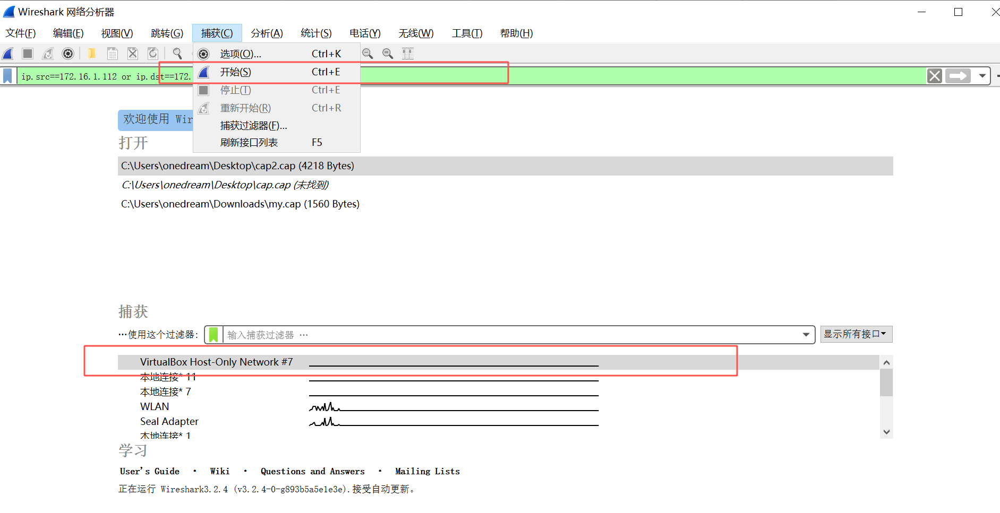 Wireshark 网络分析器
文件(F) 编辑(E) 视图(V) 跳转(G) 捕获(C) 分析(A) 统计(S) 电话(Y) 无线(W) 工具(T) 帮助(H)
选项(O)... Ctrl+K
开始(S) Ctrl+E
ip.src==172.16.1.112 or ip.dst==172.
停止(T) Ctrl+E
重新开始(R) Ctrl+R
捕获过滤器(F)...
刷新接口列表 F5
欢迎使用 Wir
打开
C:\Users\onedream\Desktop\cap2.cap (4218 Bytes)
C:\Users\onedream\Desktop\cap.cap (未找到)
C:\Users\onedream\Downloads\my.cap (1560 Bytes)
捕获
…使用这个过滤器: 输入捕获过滤器 … 显示所有接口
VirtualBox Host-Only Network #7
本地连接* 11
本地连接* 7
WLAN
Seal Adapter
本地连接* 1
学习
User's Guide · Wiki · Questions and Answers · Mailing Lists
正在运行 Wireshark3.2.4 (v3.2.4-0-g893b5a5e1e3e).接受自动更新。